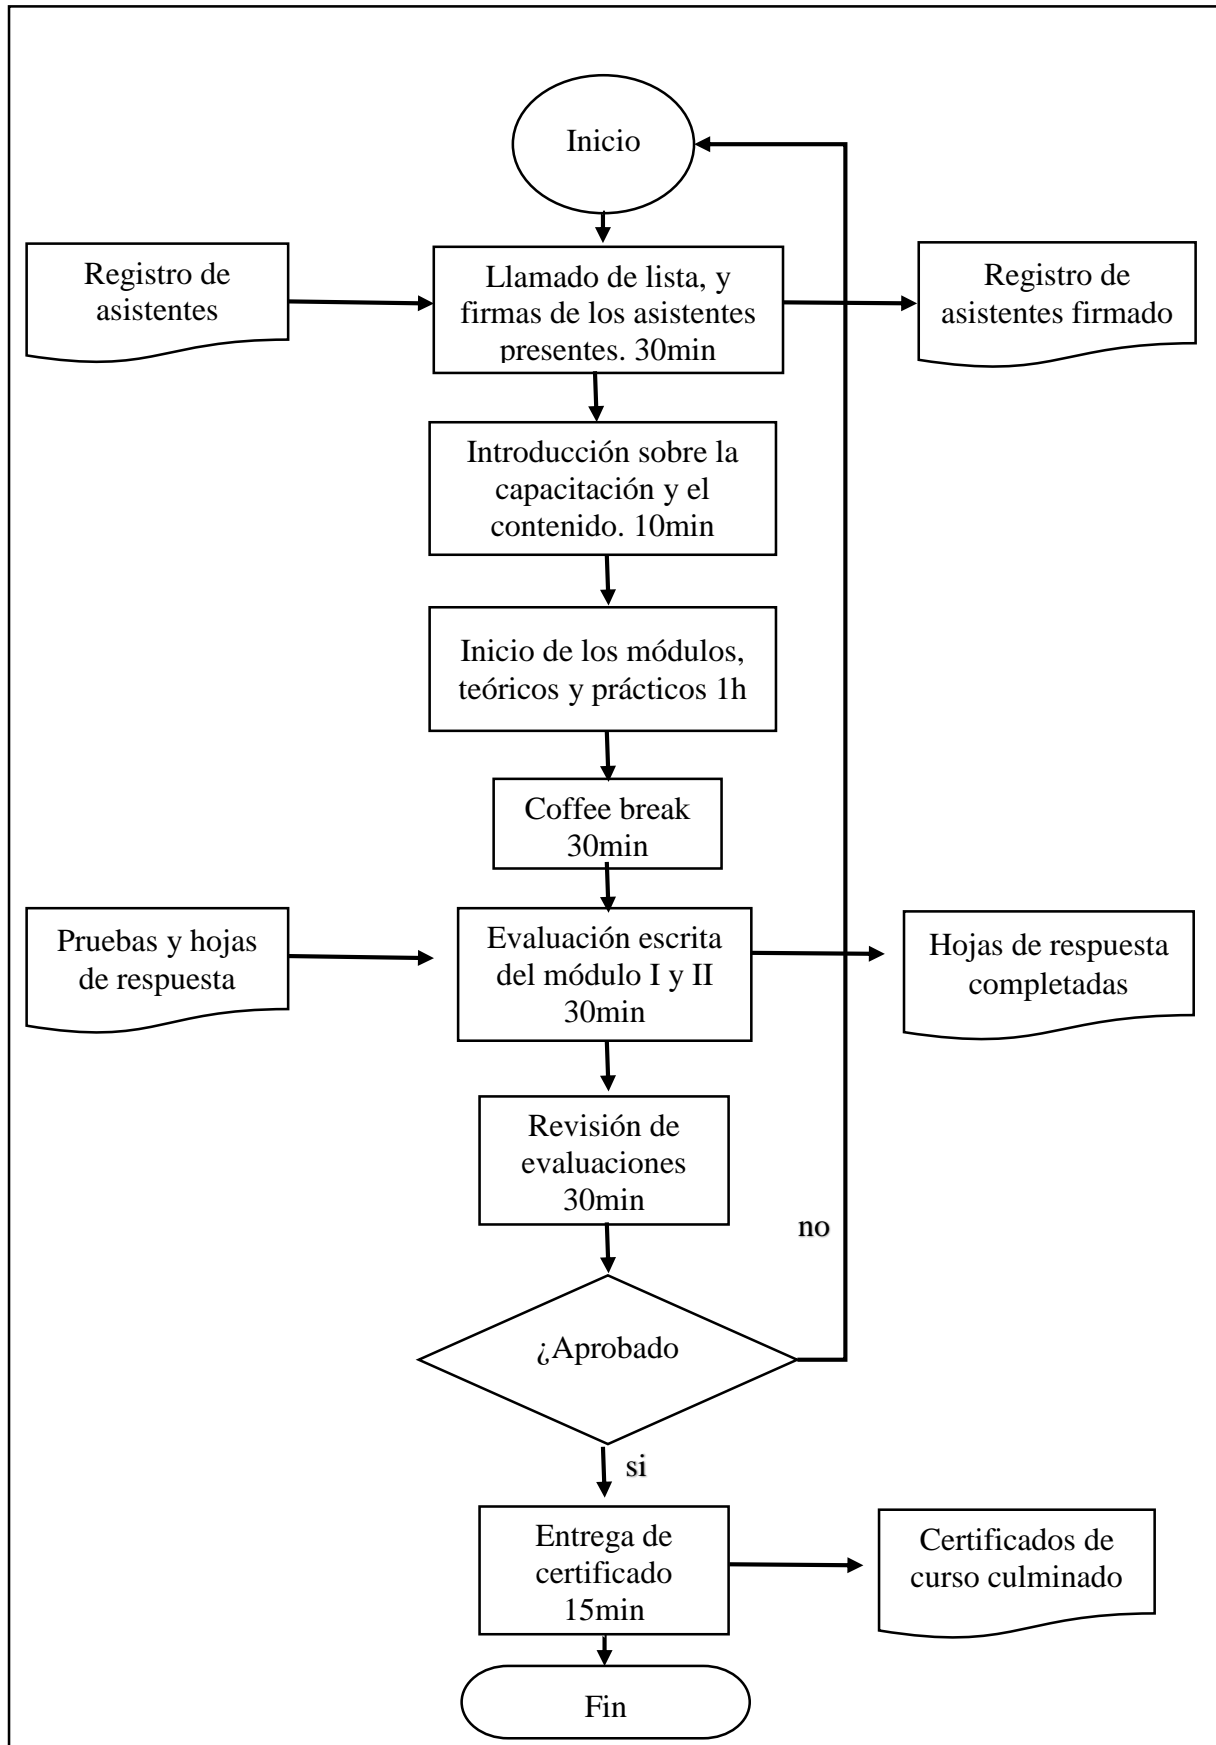 Inicio
Registro de
asistentes
Llamado de lista, y
firmas de los asistentes
presentes. 30min
Registro de
asistentes firmado
Introducción sobre la
capacitación y el
contenido. 10min
Inicio de los módulos,
teóricos y prácticos 1h
Coffee break
30min
Pruebas y hojas
de respuesta
Evaluación escrita
del módulo I y II
30min
Hojas de respuesta
completadas
Revisión de
evaluaciones
30min
no
¿Aprobado
si
Entrega de
certificado
15min
Certificados de
curso culminado
Fin